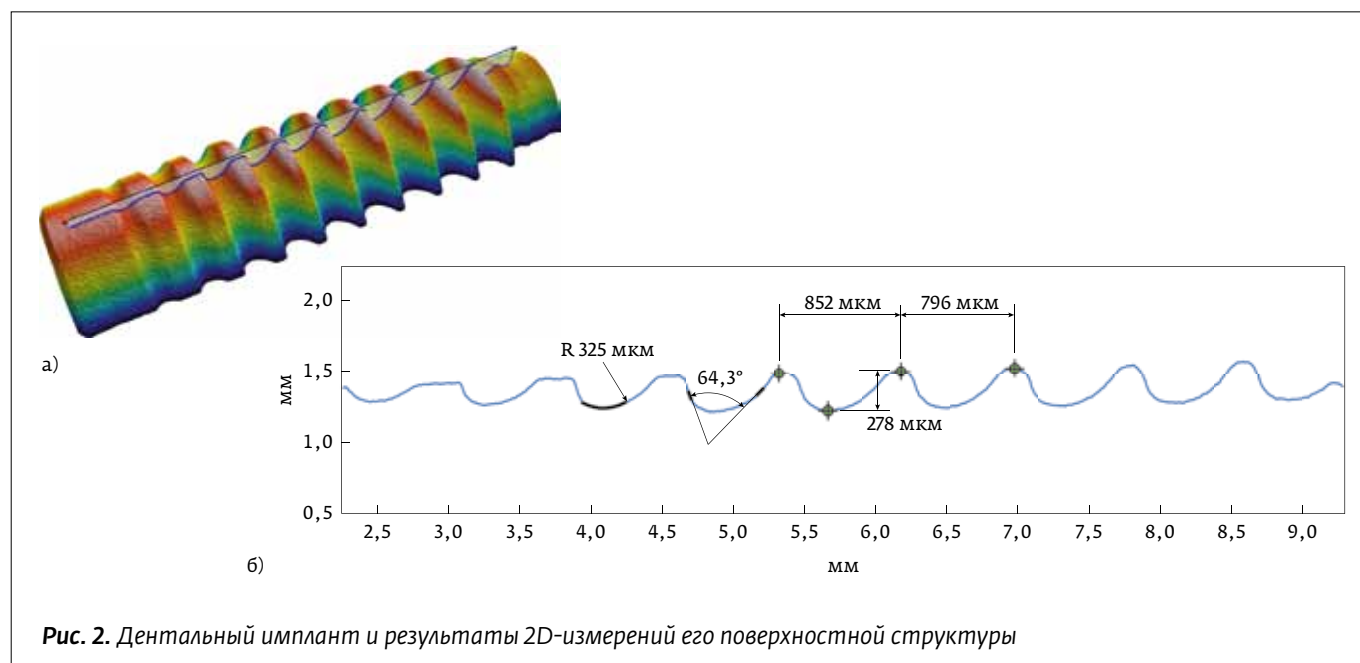 а)
2,0
1,5
1,0
0,5
мм
852 мкм
796 мкм
R 325 мкм
64,3°
278 мкм
2,5 3,0 3,5 4,0 4,5 5,0 5,5 6,0 6,5 7,0 7,5 8,0 8,5 9,0
мм
б)
Рис. 2. Дентальный имплант и результаты 2D-измерений его поверхностной структуры